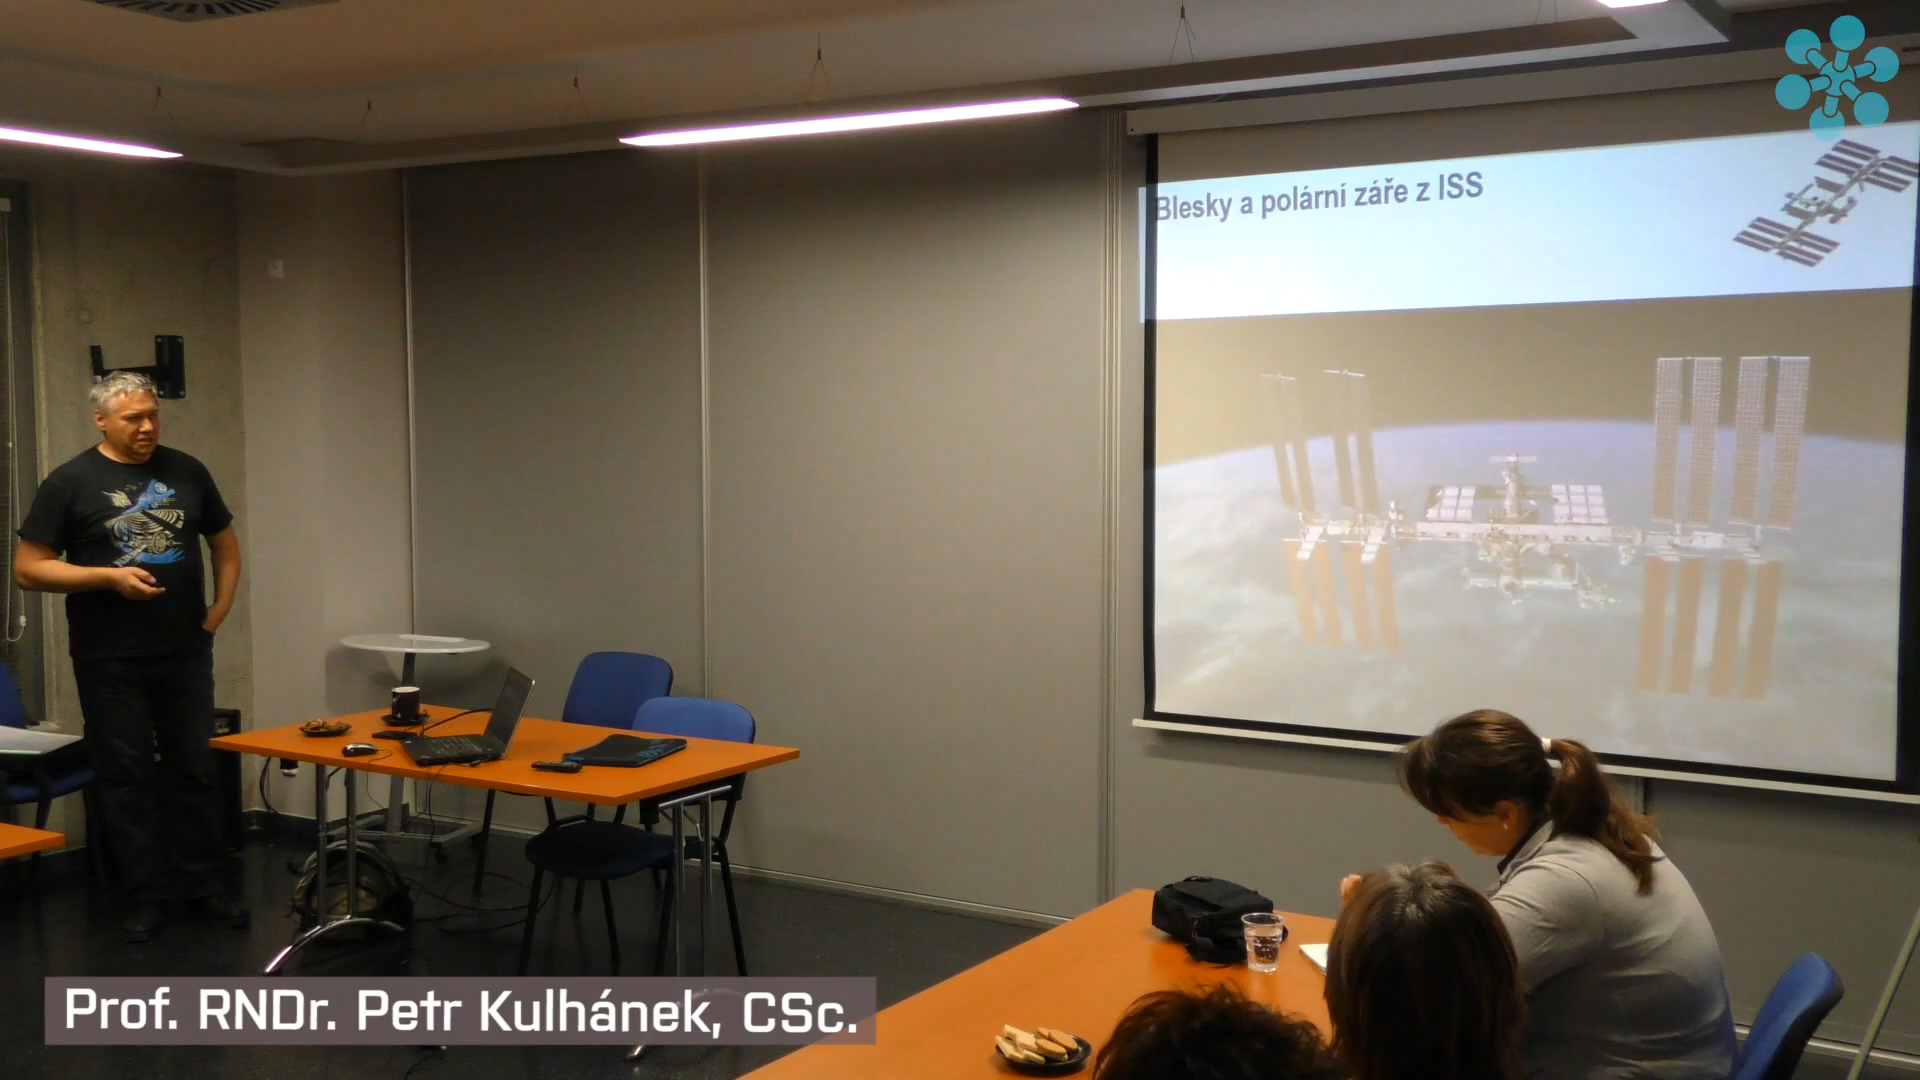 Blesky a polární záře z ISS
Prof. RNDr. Petr Kulhánek, CSc.